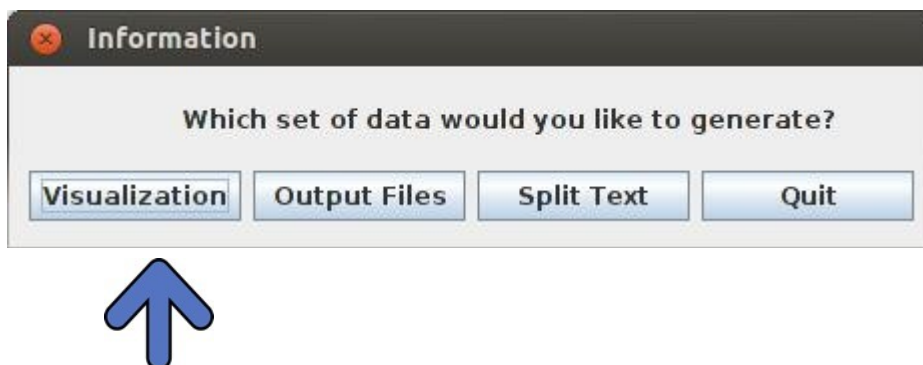 Information
Which set of data would you like to generate?
Visualization Output Files Split Text Quit